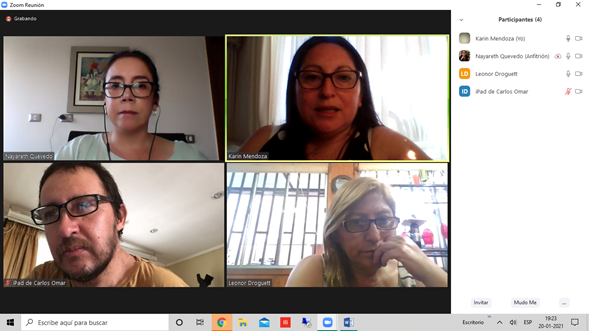 Zoom Reunión
Grabando
Nayareth Quevedo
Karin Mendoza
iPad de Carlos Omar
Leonor Droguett
Participantes (4)
Karin Mendoza (Yo)
Nayareth Quevedo (Anfitrión)
LD Leonor Droguett
ID iPad de Carlos Omar
Invitar
Mudo Me
...
Escribe aquí para buscar
Escritorio
ESP
19:23
20-01-2021